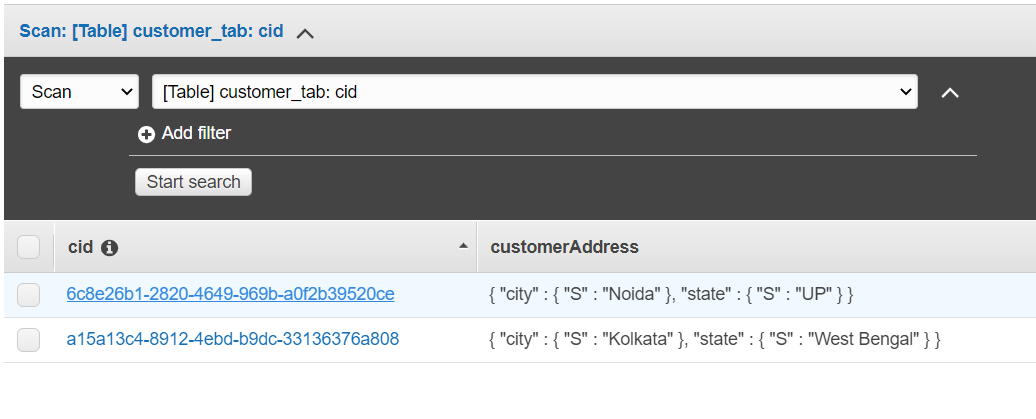 Scan: [Table] customer_tab: cid
Scan [Table] customer_tab: cid
Add filter
Start search
cid customerAddress
6c8e26b1-2820-4649-969b-a0f2b39520ce { "city" : { "S" : "Noida" }, "state" : { "S" : "UP" } }
a15a13c4-8912-4ebd-b9dc-33136376a808 { "city" : { "S" : "Kolkata" }, "state" : { "S" : "West Bengal" } }